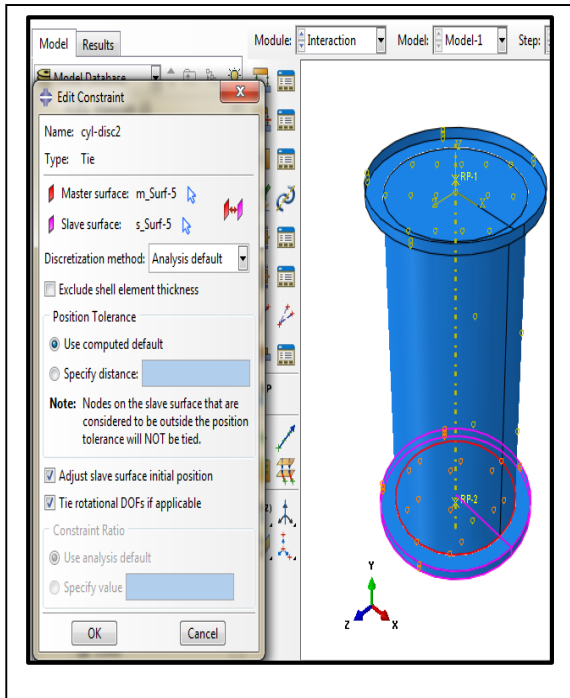 Model Results
Module: Interaction Model: Model-1 Step:
Model Database
Edit Constraint
X
Name: cyl-disc2
Type: Tie
Master surface: m_Surf-5
Slave surface: s_Surf-5
Discretization method: Analysis default
Exclude shell element thickness
Position Tolerance
Use computed default
Specify distance:
Note: Nodes on the slave surface that are
considered to be outside the position
tolerance will NOT be tied.
Adjust slave surface initial position
Tie rotational DOFs if applicable
Constraint Ratio
Use analysis default
Specify value
OK Cancel
RP-1
RP-2
Y
Z X